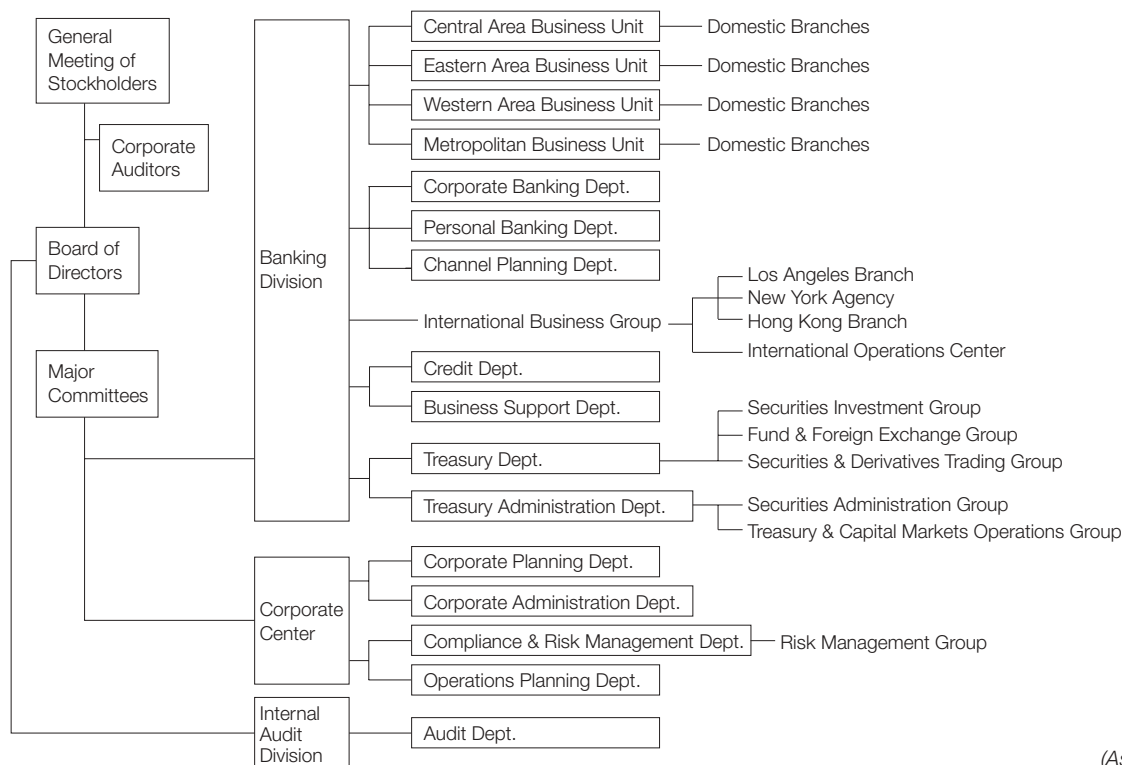 General
Meeting of
Stockholders
Corporate
Auditors
Board of
Directors
Major
Committees
Banking
Division
Central Area Business Unit
Domestic Branches
Eastern Area Business Unit
Domestic Branches
Western Area Business Unit
Domestic Branches
Metropolitan Business Unit
Domestic Branches
Corporate Banking Dept.
Personal Banking Dept.
Channel Planning Dept.
International Business Group
Los Angeles Branch
New York Agency
Hong Kong Branch
International Operations Center
Credit Dept.
Business Support Dept.
Treasury Dept.
Securities Investment Group
Fund & Foreign Exchange Group
Securities & Derivatives Trading Group
Treasury Administration Dept.
Securities Administration Group
Treasury & Capital Markets Operations Group
Corporate
Center
Corporate Planning Dept.
Corporate Administration Dept.
Compliance & Risk Management Dept.
Risk Management Group
Operations Planning Dept.
Internal
Audit
Division
Audit Dept.
(As